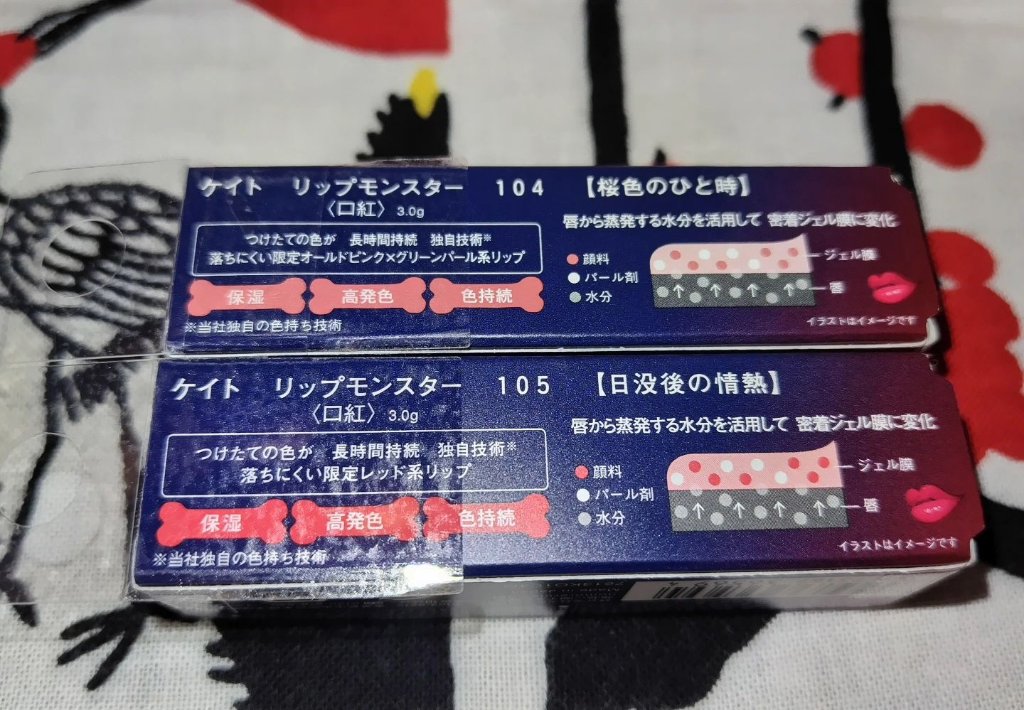 ケイト リップモンスター 104 【桜色のひと時】
〈口紅〉 3.0g
つけたての色が 長時間持続 独自技術※
落ちにくい限定オールドピンク×グリーンパール系リップ
保湿 高発色 色持続
※当社独自の色持ち技術
唇から蒸発する水分を活用して 密着ジェル膜に変化
顔料
パール剤
水分
ジェル膜
唇
イラストはイメージです
ケイト リップモンスター 105 【日没後の情熱】
〈口紅〉 3.0g
つけたての色が 長時間持続 独自技術※
落ちにくい限定レッド系リップ
保湿 高発色 色持続
※当社独自の色持ち技術
唇から蒸発する水分を活用して 密着ジェル膜に変化
顔料
パール剤
水分
ジェル膜
唇
イラストはイメージです